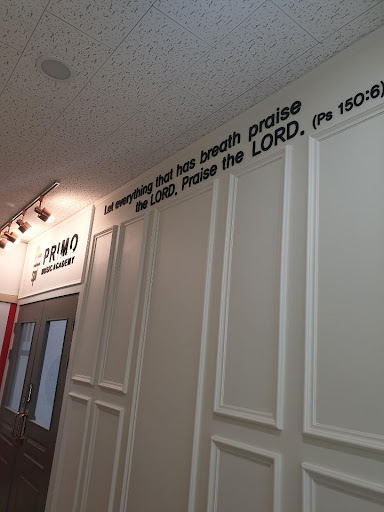 Let everything that has breath praise
the LORD. Praise the LORD. (Ps 150:6)
PRIMO
MUSIC ACADEMY